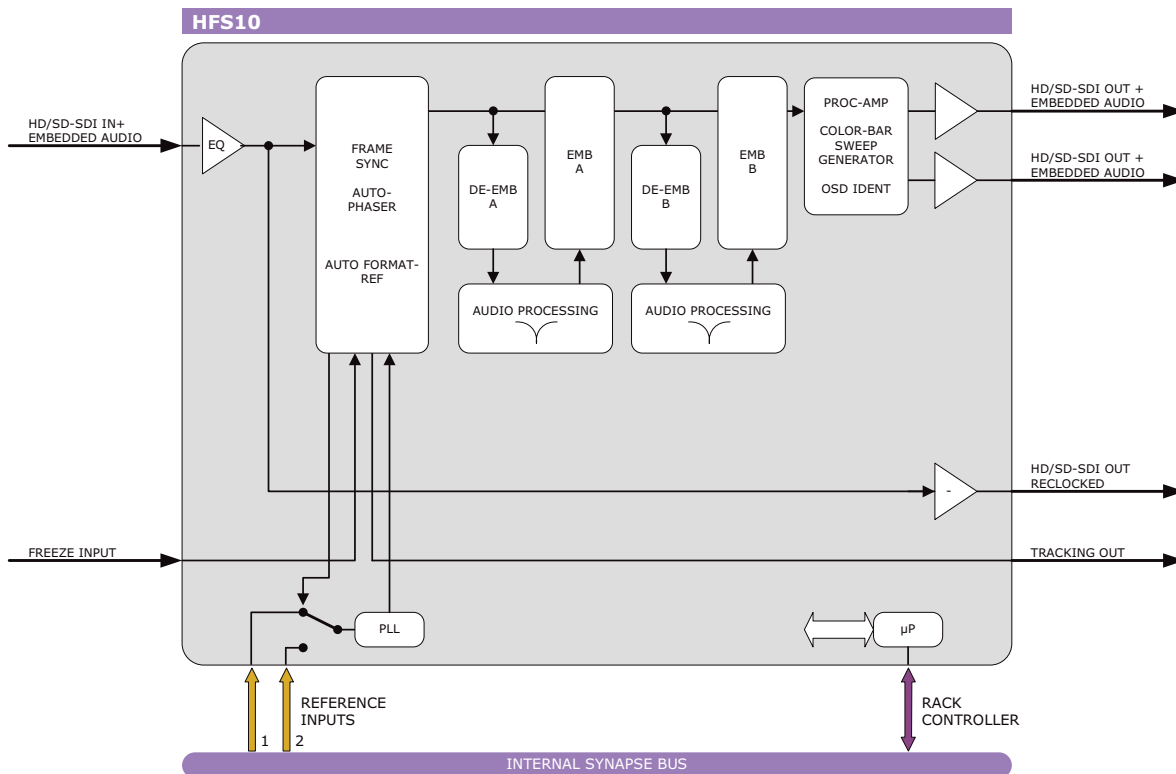 HFS10
HD/SD-SDI IN+
EMBEDDED AUDIO
EQ
FRAME
SYNC
AUTO-
PHASER
AUTO FORMAT-
REF
DE-EMB
A
EMB
A
AUDIO PROCESSING
DE-EMB
B
EMB
B
AUDIO PROCESSING
PROC-AMP
COLOR-BAR
SWEEP
GENERATOR
OSD IDENT
HD/SD-SDI OUT +
EMBEDDED AUDIO
HD/SD-SDI OUT +
EMBEDDED AUDIO
-
HD/SD-SDI OUT
RECLOCKED
FREEZE INPUT
TRACKING OUT
PLL
µP
REFERENCE
INPUTS
1
2
RACK
CONTROLLER
INTERNAL SYNAPSE BUS